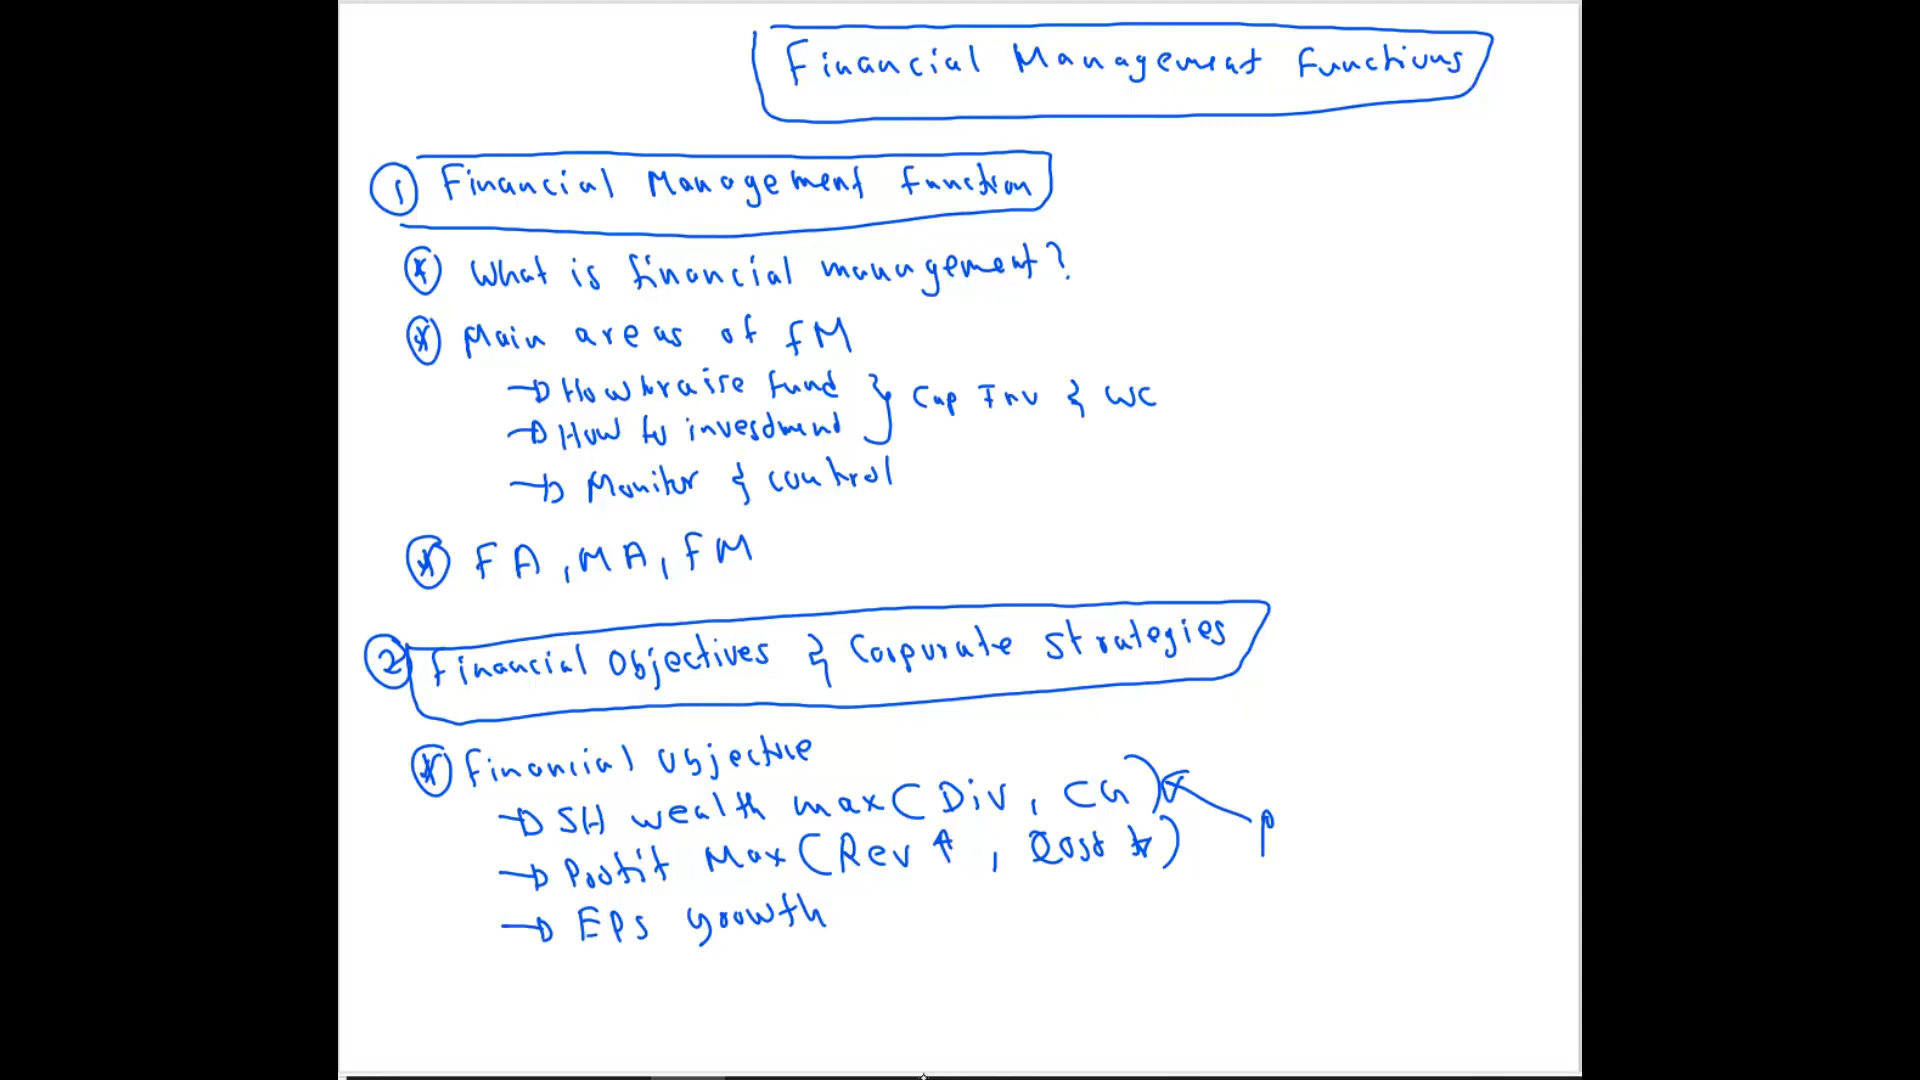 Financial Management Functions
1 Financial Management Function
* What is financial management?
* Main areas of FM
→ How to raise fund } Cap Inv & WC
→ How to investment
→ Monitor & control
* FA, MA, FM
2 Financial Objectives & Corporate Strategies
* Financial Objective
→ SH wealth max (Div, CG) ← P
→ Profit Max (Rev ↑, Cost ↓)
→ EPS growth